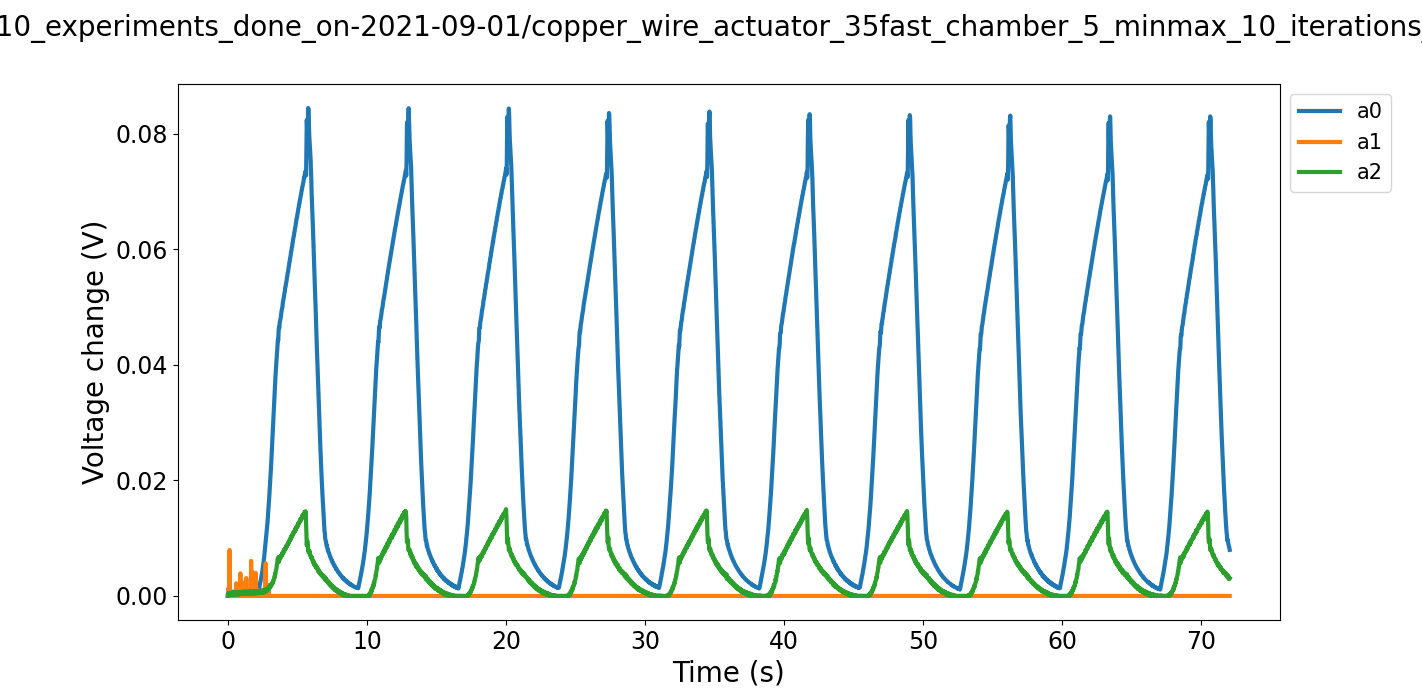 10_experiments_done_on-2021-09-01/copper_wire_actuator_35fast_chamber_5_minmax_10_iterations_
a0
a1
a2
0.08
0.06
0.04
0.02
0.00
Voltage change (V)
0
10
20
30
40
50
60
70
Time (s)